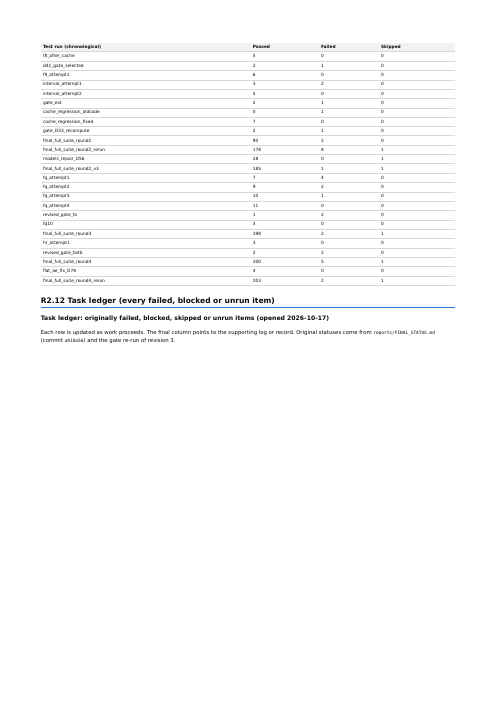 Test run (chronological) Passed Failed Skipped
f8_after_cache 5 0 0
d41_gate_selected 2 1 0
f9_attempt1 6 0 0
interval_attempt1 3 2 0
interval_attempt2 5 0 0
gate_ext 2 1 0
cache_regression_oldcode 0 1 0
cache_regression_fixed 7 0 0
gate_D53_recompute 2 1 0
final_full_suite_round2 90 2 0
final_full_suite_round2_rerun 178 8 1
models_repair_D56 28 0 1
final_full_suite_round2_v3 185 1 1
fq_attempt1 7 4 0
fq_attempt2 9 2 0
fq_attempt3 10 1 0
fq_attempt4 11 0 0
revised_gate_fa 1 2 0
fq10 3 0 0
final_full_suite_round3 198 2 1
hr_attempt1 3 0 0
revised_gate_fa4b 2 2 0
final_full_suite_round4 200 5 1
flat_ae_fix_D78 4 0 0
final_full_suite_round4_rerun 203 2 1
R2.12 Task ledger (every failed, blocked or unrun item)
Task ledger: originally failed, blocked, skipped or unrun items (opened 2026-10-17)
Each row is updated as work proceeds. The final column points to the supporting log or record. Original statuses come from reports/FINAL_STATUS.md
(commit and the gate re-run of revision 3.